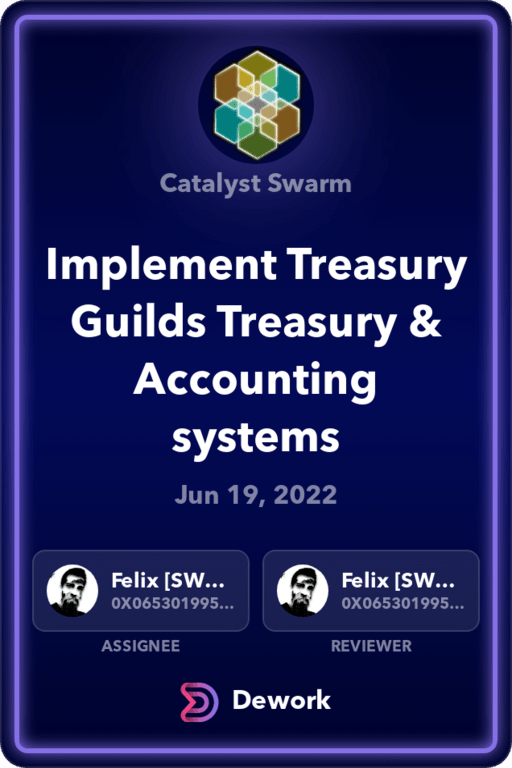 Catalyst Swarm
Implement Treasury
Guilds Treasury &
Accounting
systems
Jun 19, 2022
Felix [SW...
0X065301995...
ASSIGNEE
Felix [SW...
0X065301995...
REVIEWER
Dework